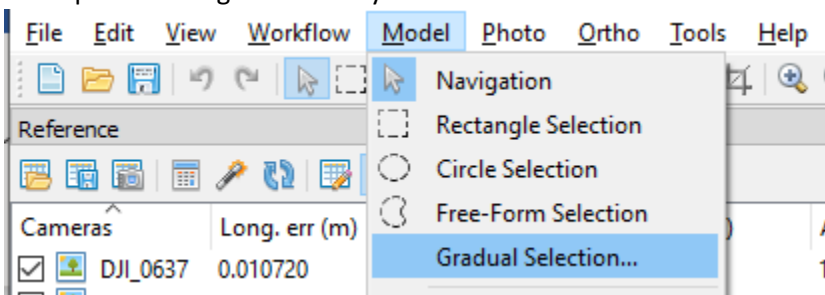 File Edit View Workflow Model Photo Ortho Tools Help
Navigation
Reference
Rectangle Selection
Circle Selection
Cameras Long. err (m) Free-Form Selection )
DJI_0637 0.010720 Gradual Selection...